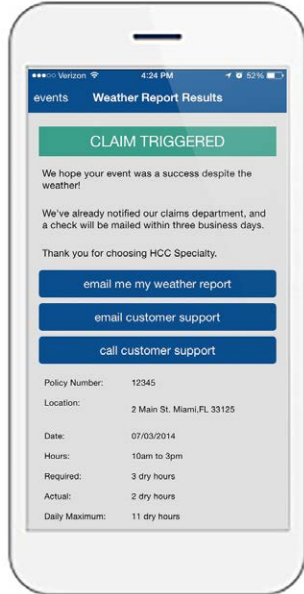 ●●●○○ Verizon 4:24 PM 52%
events Weather Report Results
CLAIM TRIGGERED
We hope your event was a success despite the
weather!
We've already notified our claims department, and
a check will be mailed within three business days.
Thank you for choosing HCC Specialty.
email me my weather report
email customer support
call customer support
Policy Number: 12345
Location: 2 Main St. Miami,FL 33125
Date: 07/03/2014
Hours: 10am to 3pm
Required: 3 dry hours
Actual: 2 dry hours
Daily Maximum: 11 dry hours